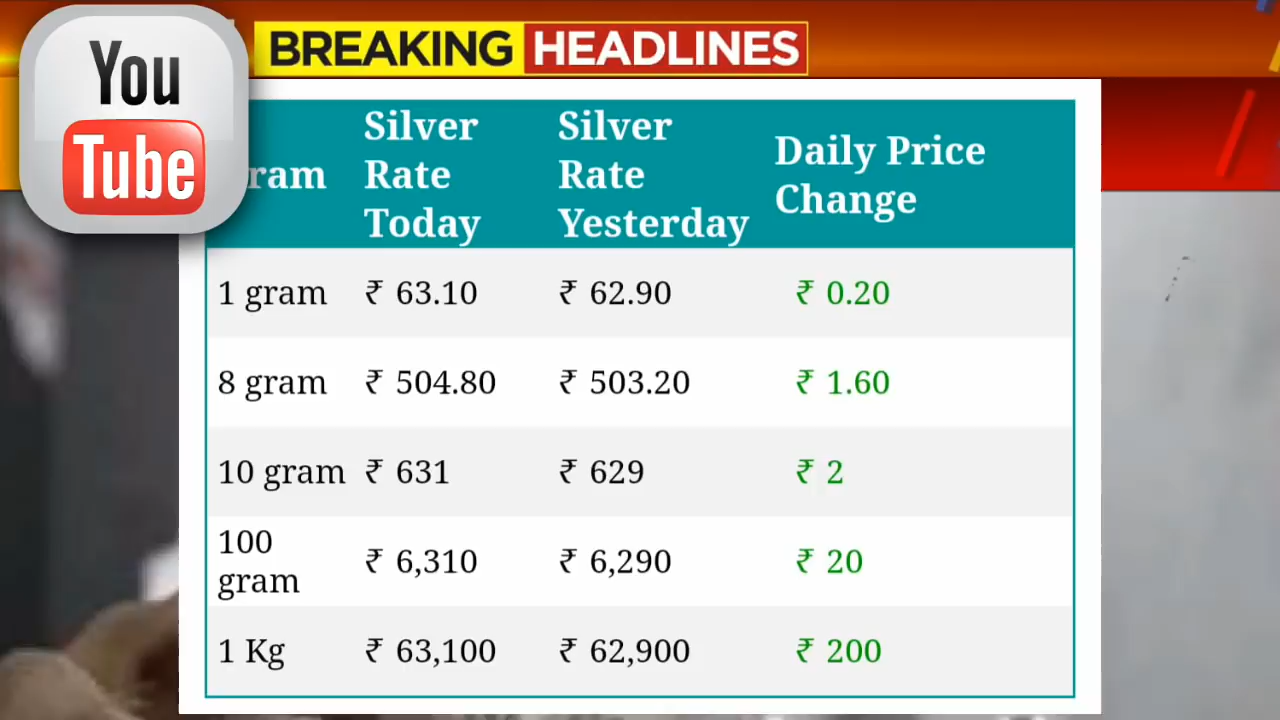 You
Tube
BREAKING HEADLINES
ram
Silver
Rate
Today
Silver
Rate
Yesterday
Daily Price
Change
1 gram ₹ 63.10 ₹ 62.90 ₹ 0.20
8 gram ₹ 504.80 ₹ 503.20 ₹ 1.60
10 gram ₹ 631 ₹ 629 ₹ 2
100
gram ₹ 6,310 ₹ 6,290 ₹ 20
1 Kg ₹ 63,100 ₹ 62,900 ₹ 200